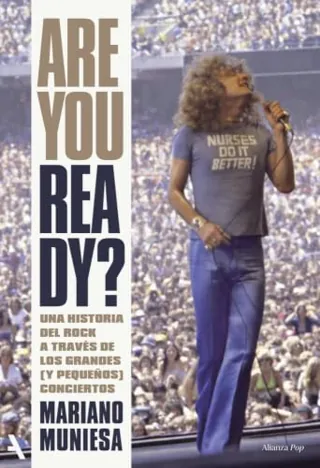 ARE
YOU
REA
DY?
UNA HISTORIA
DEL ROCK
A TRAVÉS DE
LOS GRANDES
(Y PEQUEÑOS)
CONCIERTOS
MARIANO
MUNIESA
NURSES
DO IT
BETTER!
Alianza Pop